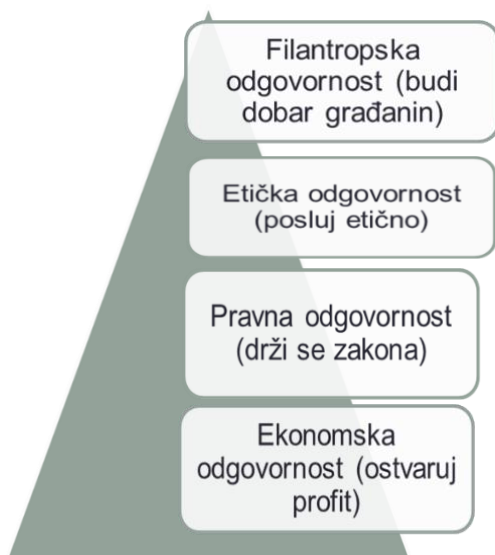 Filantropska
odgovornost (budi
dobar građanin)
Etička odgovornost
(posluj etično)
Pravna odgovornost
(drži se zakona)
Ekonomska
odgovornost (ostvaruj
profit)